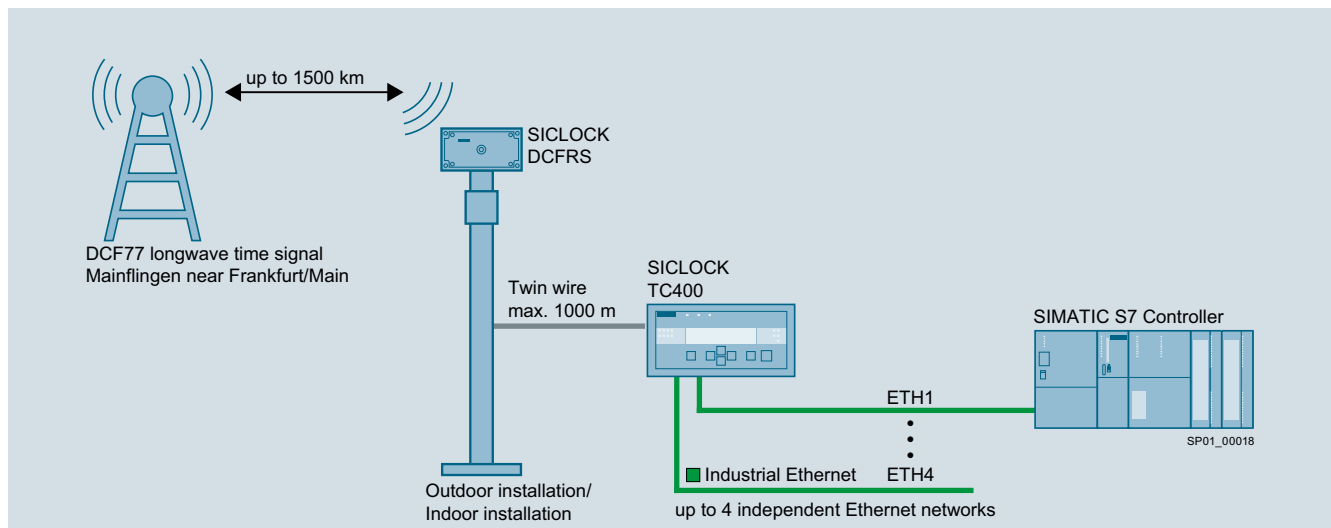 up to 1500 km
SICLOCK
DCFRS
DCF77 longwave time signal
Mainflingen near Frankfurt/Main
Twin wire
max. 1000 m
SICLOCK
TC400
SIMATIC S7 Controller
ETH1
SP01_00018
Industrial Ethernet
ETH4
Outdoor installation/
Indoor installation
up to 4 independent Ethernet networks